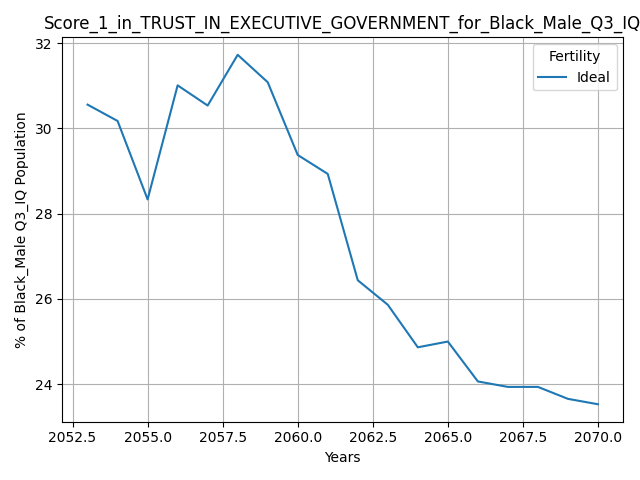 Score_1_in_TRUST_IN_EXECUTIVE_GOVERNMENT_for_Black_Male_Q3_IQ
32
30
28
26
24
% of Black_Male Q3_IQ Population
Fertility
Ideal
2052.5 2055.0 2057.5 2060.0 2062.5 2065.0 2067.5 2070.0
Years